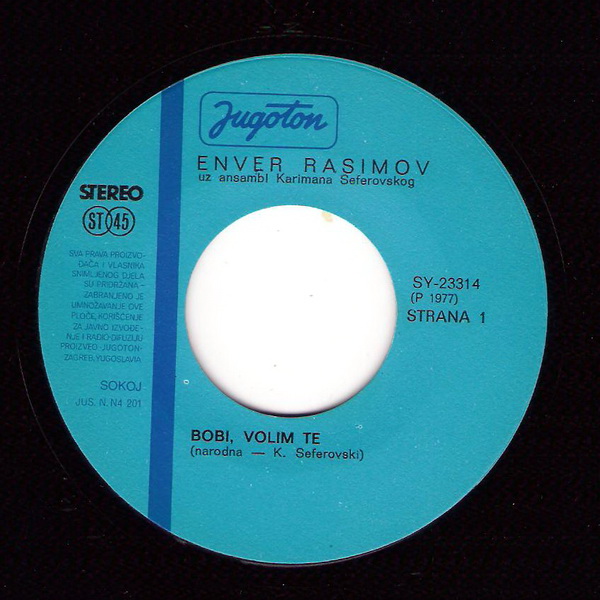 Jugoton
ENVER RASIMOV
uz ansambl Karimana Seferovskog
STEREO
ST 45
SVA PRAVA PROIZVO-
ĐAČA I VLASNIKA
SNIMLJENOG DJELA
SU PRIDRŽANA -
ZABRANJENO JE
UMNOŽAVANJE OVE
PLOČE, KORIŠĆENJE
ZA JAVNO IZVOĐE-
NJE I RADIO-DIFUZIJU
PROIZVEO JUGOTON-
ZAGREB, YUGOSLAVIA
SOKOJ
JUS. N. N4 201
SY-23314
(P 1977)
STRANA 1
BOBI, VOLIM TE
(narodna — K. Seferovski)